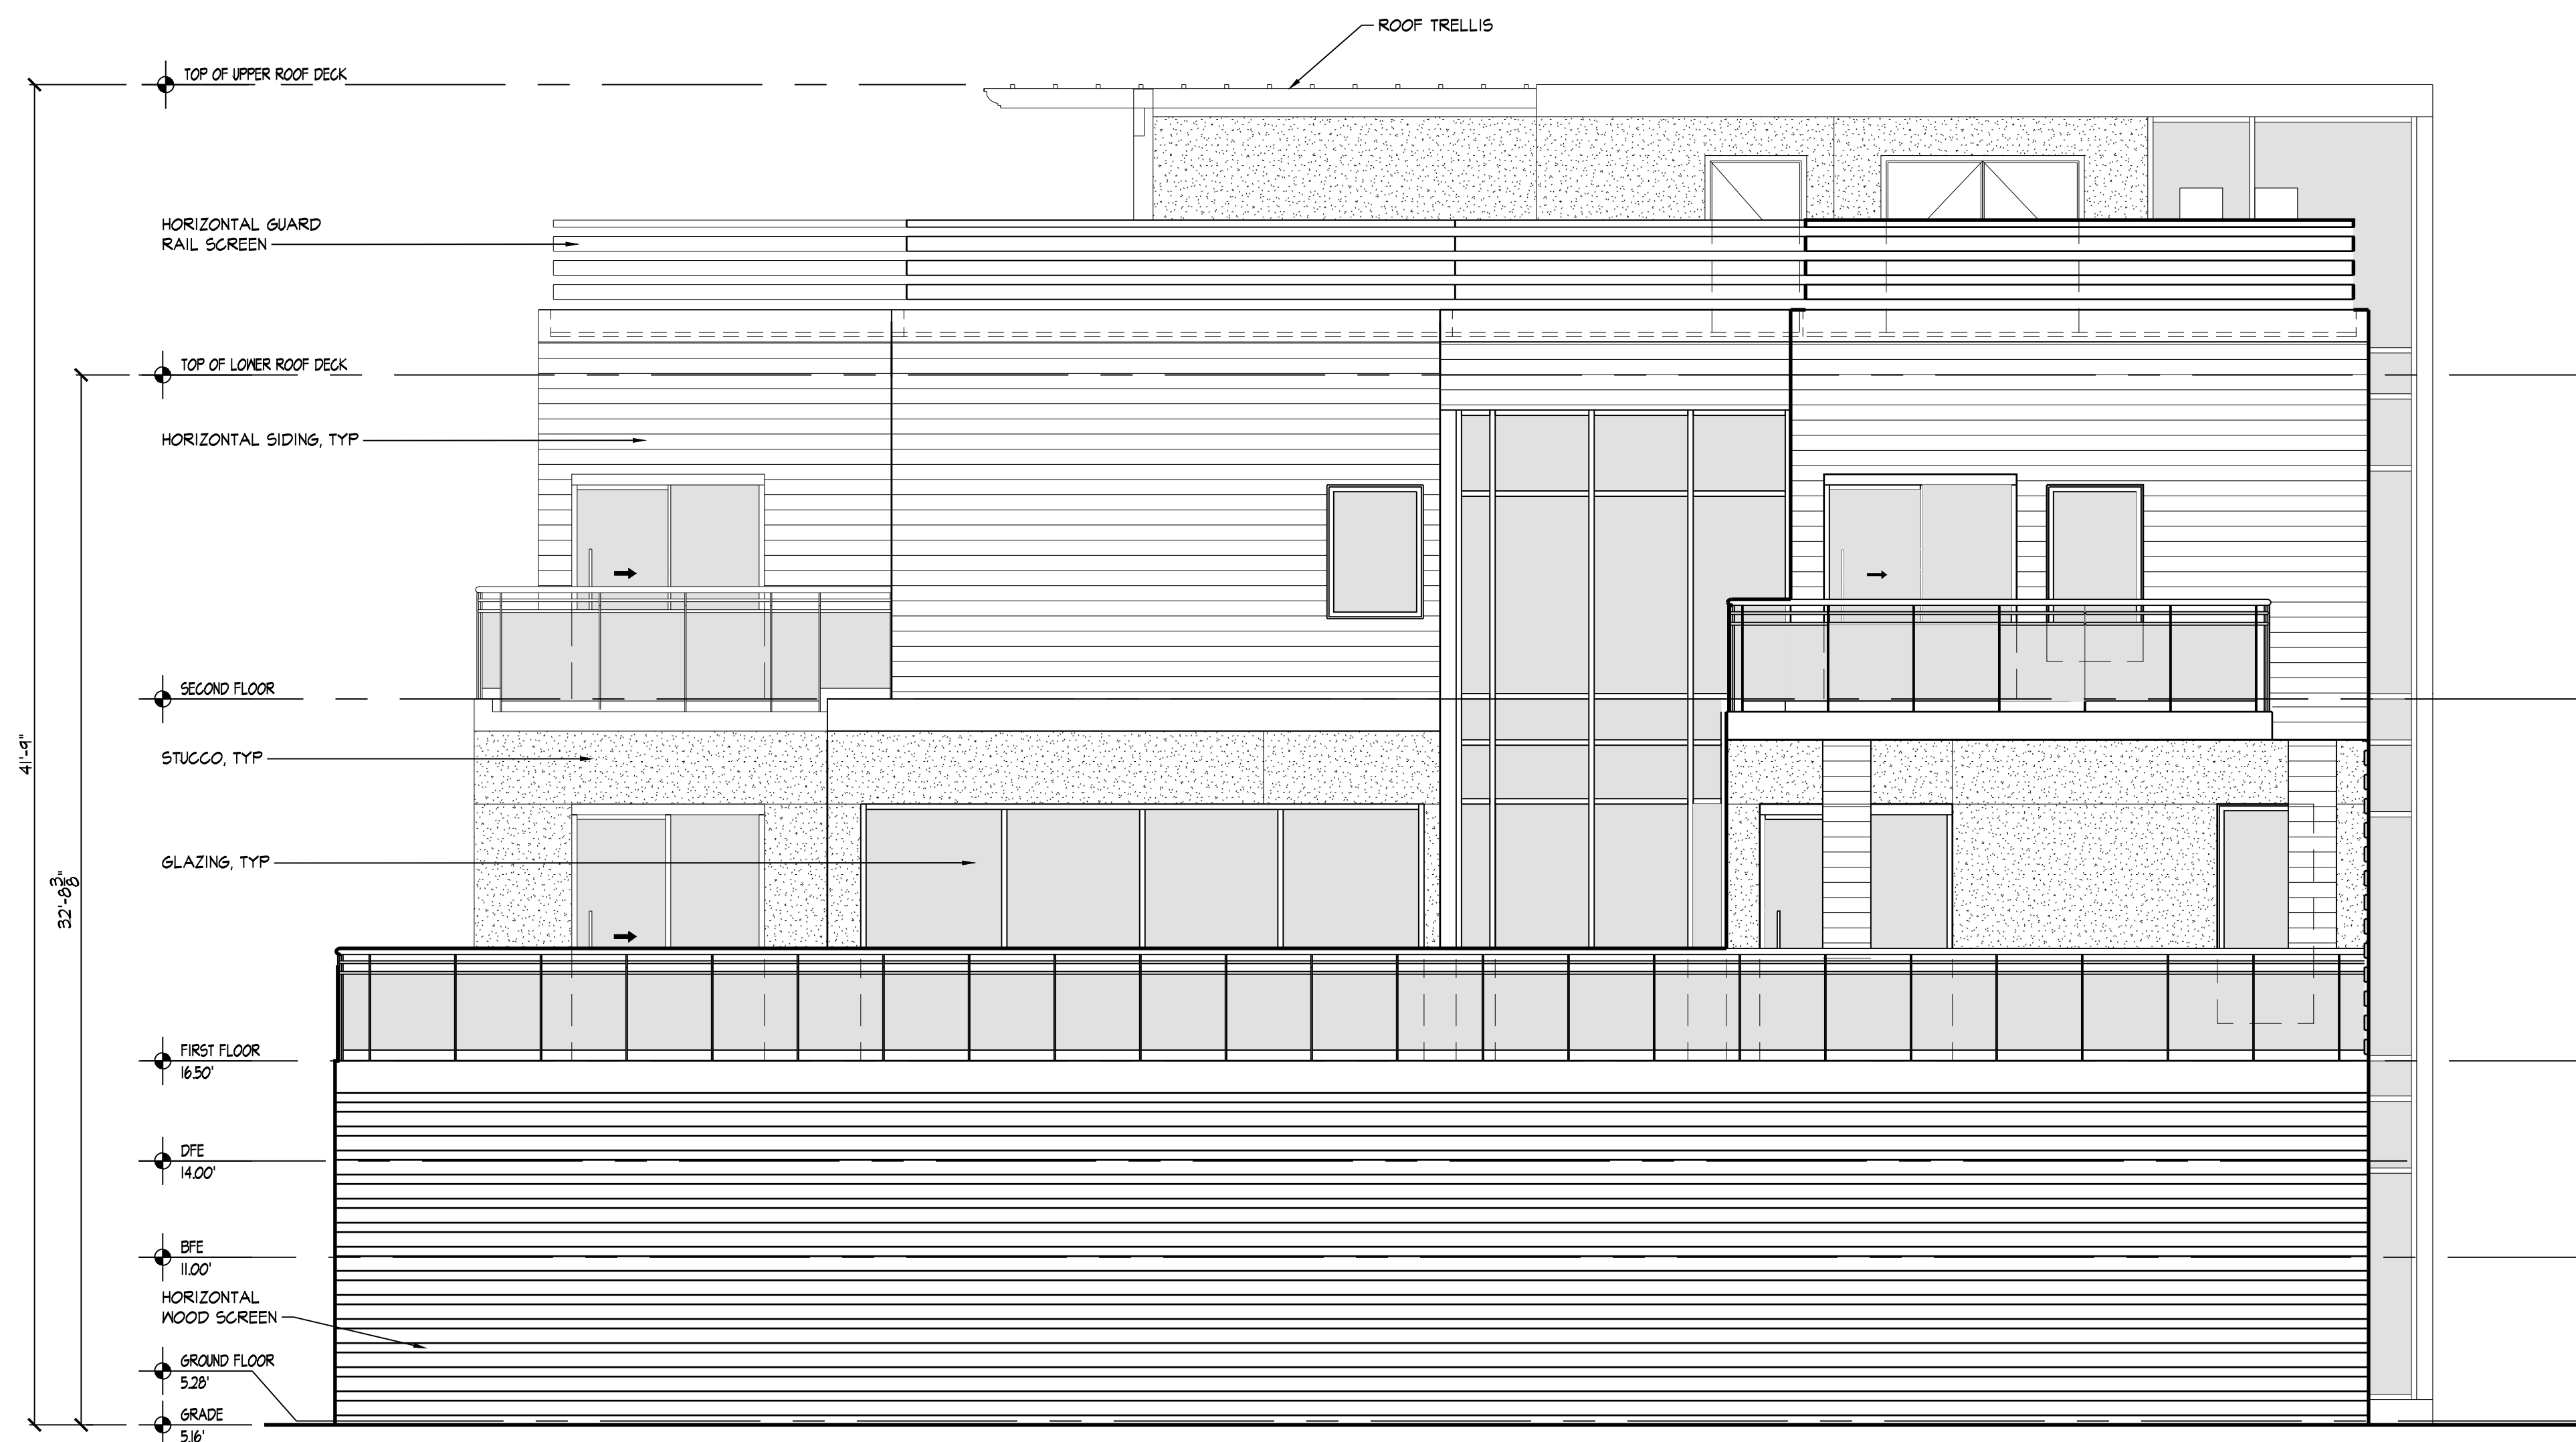 ROOF TRELLIS
TOP OF UPPER ROOF DECK
HORIZONTAL GUARD
RAIL SCREEN
TOP OF LOWER ROOF DECK
HORIZONTAL SIDING, TYP
SECOND FLOOR
41'-9"
STUCCO, TYP
GLAZING, TYP
32'-8 3/8"
FIRST FLOOR
16.50'
DFE
14.00'
BFE
11.00'
HORIZONTAL
WOOD SCREEN
GROUND FLOOR
5.28'
GRADE
5.16'